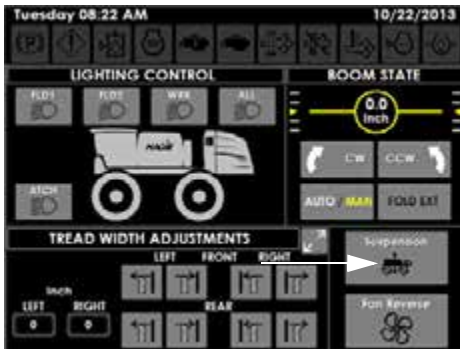 Tuesday 08:22 AM 10/22/2013
LIGHTING CONTROL
FLD1 FLD2 WRK ALL
HAGIE
ATCH
BOOM STATE
0.0
Inch
CW CCW
AUTO / MAN FOLD EXT
TREAD WIDTH ADJUSTMENTS
LEFT FRONT RIGHT
Inch
LEFT RIGHT
0 0
REAR
Suspension
Fan Reverse